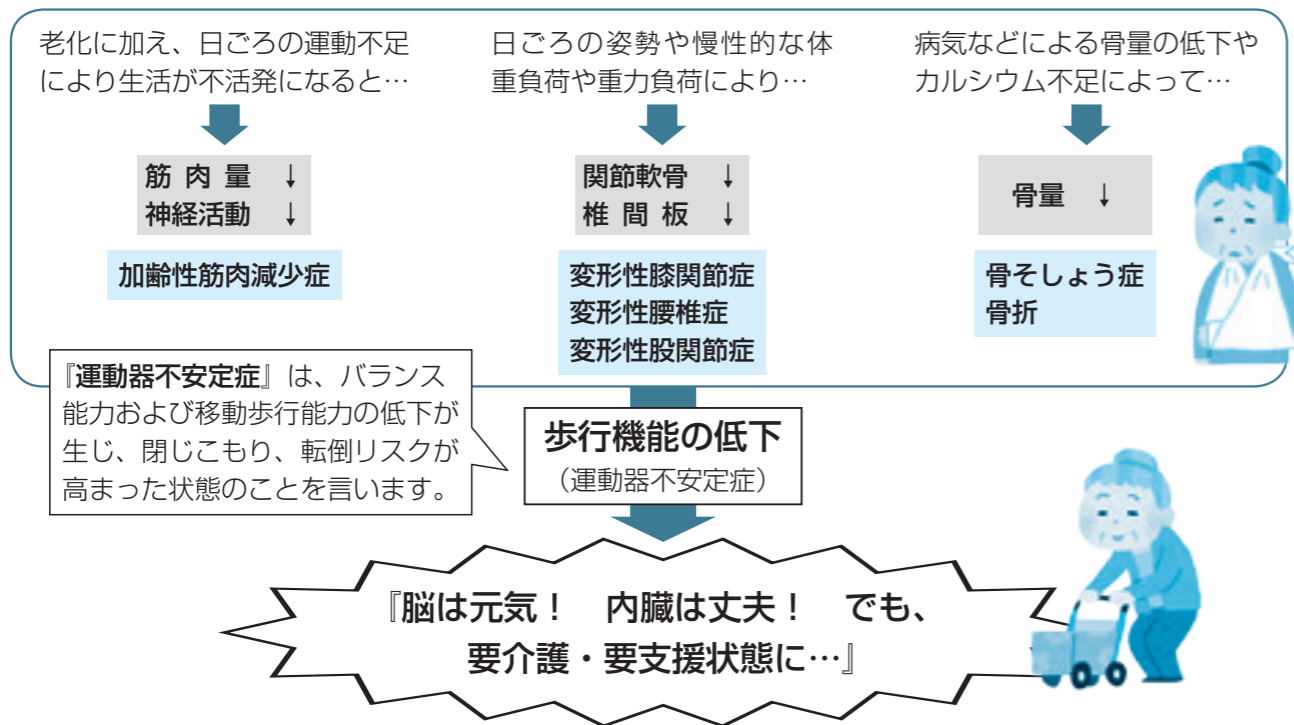 老化に加え、日ごろの運動不足
により生活が不活発になると…
筋肉量 ↓
神経活動 ↓
加齢性筋肉減少症
日ごろの姿勢や慢性的な体
重負荷や重力負荷により…
関節軟骨 ↓
椎間板 ↓
変形性膝関節症
変形性腰椎症
変形性股関節症
病気などによる骨量の低下や
カルシウム不足によって…
骨量 ↓
骨そしょう症
骨折
『運動器不安定症』は、バランス
能力および移動歩行能力の低下が
生じ、閉じこもり、転倒リスクが
高まった状態のことを言います。
歩行機能の低下
（運動器不安定症）
『脳は元気！　内臓は丈夫！　でも、
要介護・要支援状態に…』